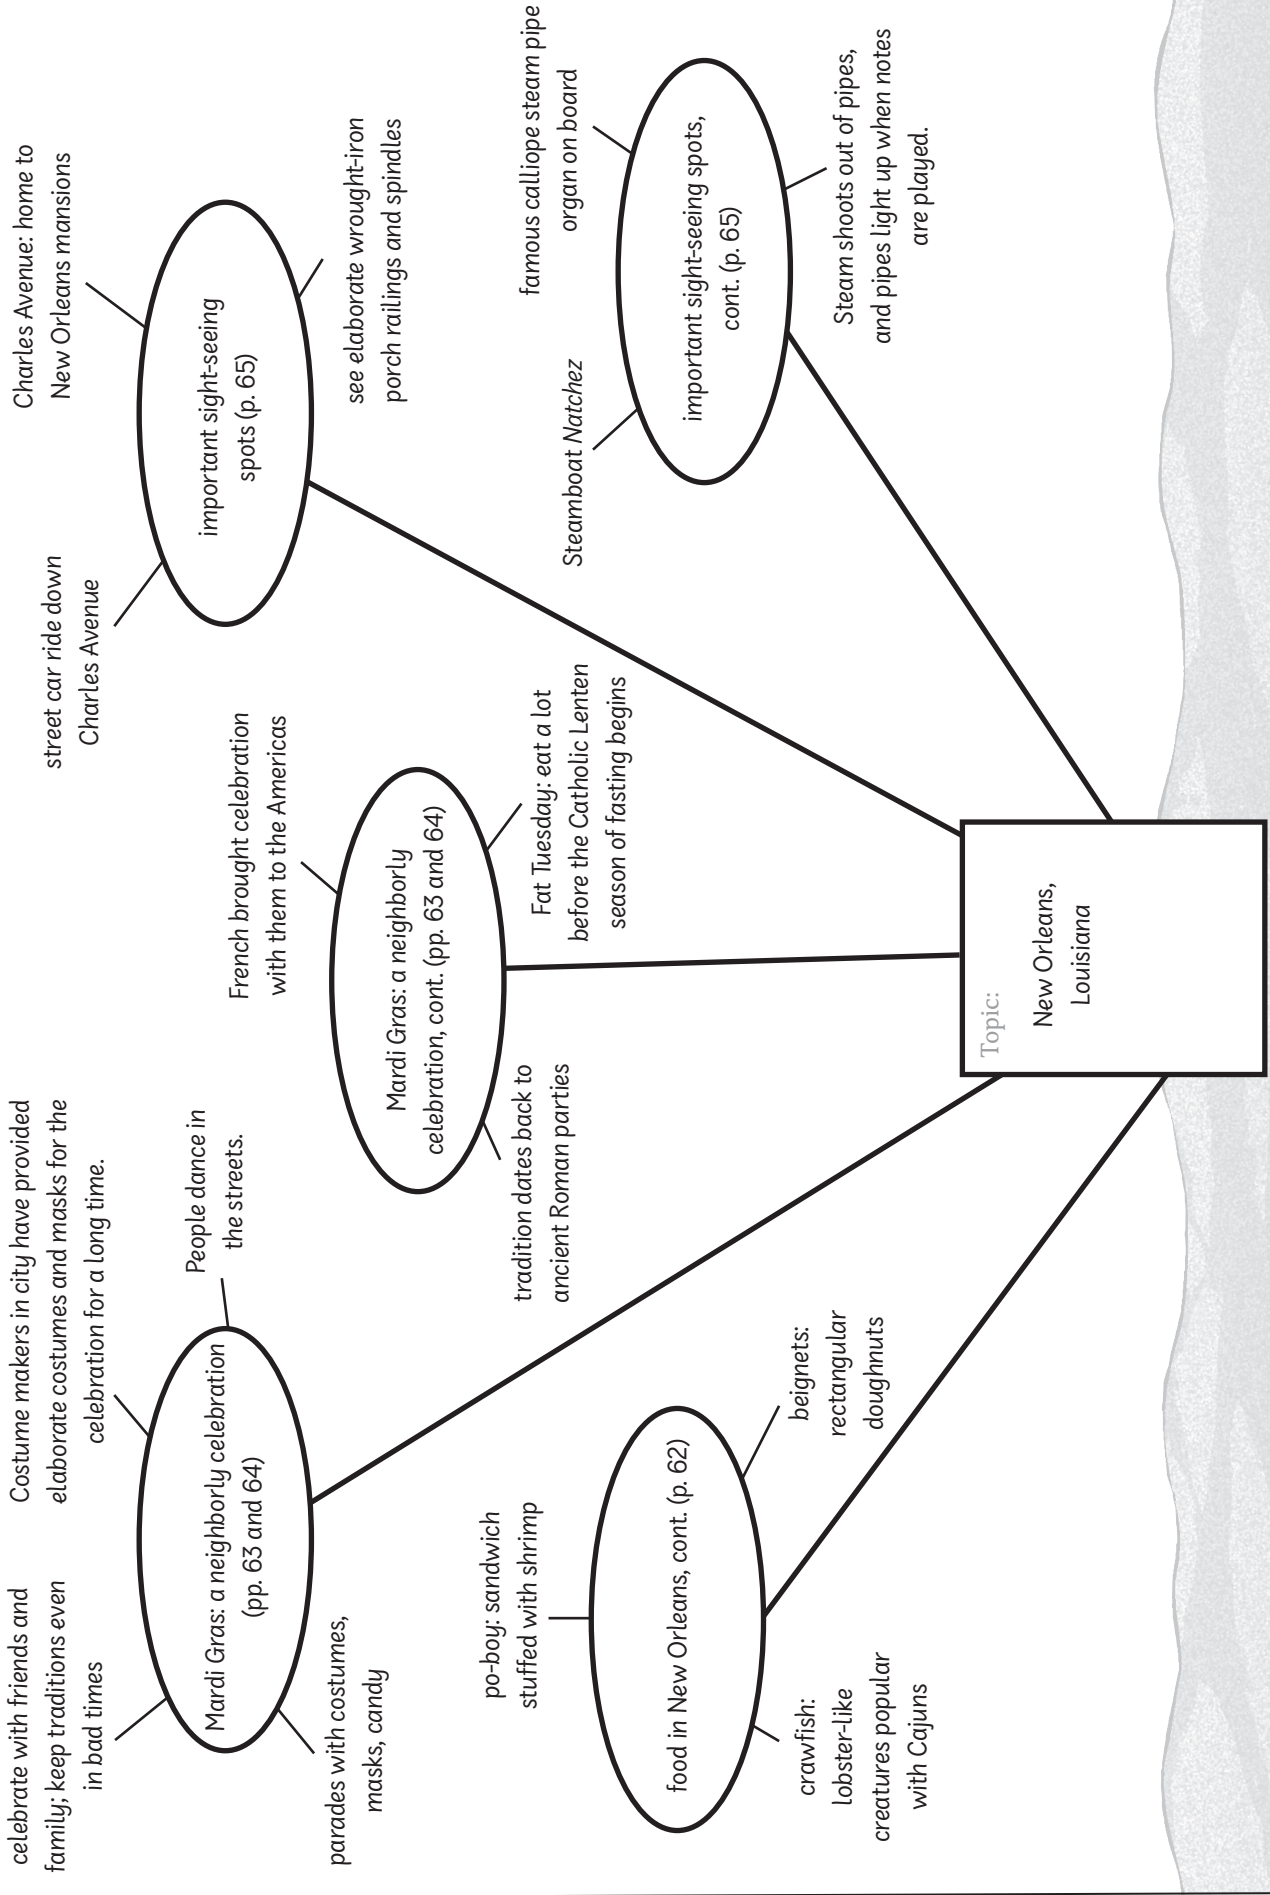 celebrate with friends and
family; keep traditions even
in bad times
Costume makers in city have provided
elaborate costumes and masks for the
celebration for a long time.
People dance in
the streets.
Mardi Gras: a neighborly celebration
(pp. 63 and 64)
parades with costumes,
masks, candy
French brought celebration
with them to the Americas
Mardi Gras: a neighborly
celebration, cont. (pp. 63 and 64)
tradition dates back to
ancient Roman parties
Fat Tuesday: eat a lot
before the Catholic Lenten
season of fasting begins
street car ride down
Charles Avenue
Charles Avenue: home to
New Orleans mansions
important sight-seeing
spots (p. 65)
see elaborate wrought-iron
porch railings and spindles
po-boy: sandwich
stuffed with shrimp
food in New Orleans, cont. (p. 62)
crawfish:
lobster-like
creatures popular
with Cajuns
beignets:
rectangular
doughnuts
Steamboat Natchez
famous calliope steam pipe
organ on board
important sight-seeing spots,
cont. (p. 65)
Steam shoots out of pipes,
and pipes light up when notes
are played.
Topic:
New Orleans,
Louisiana